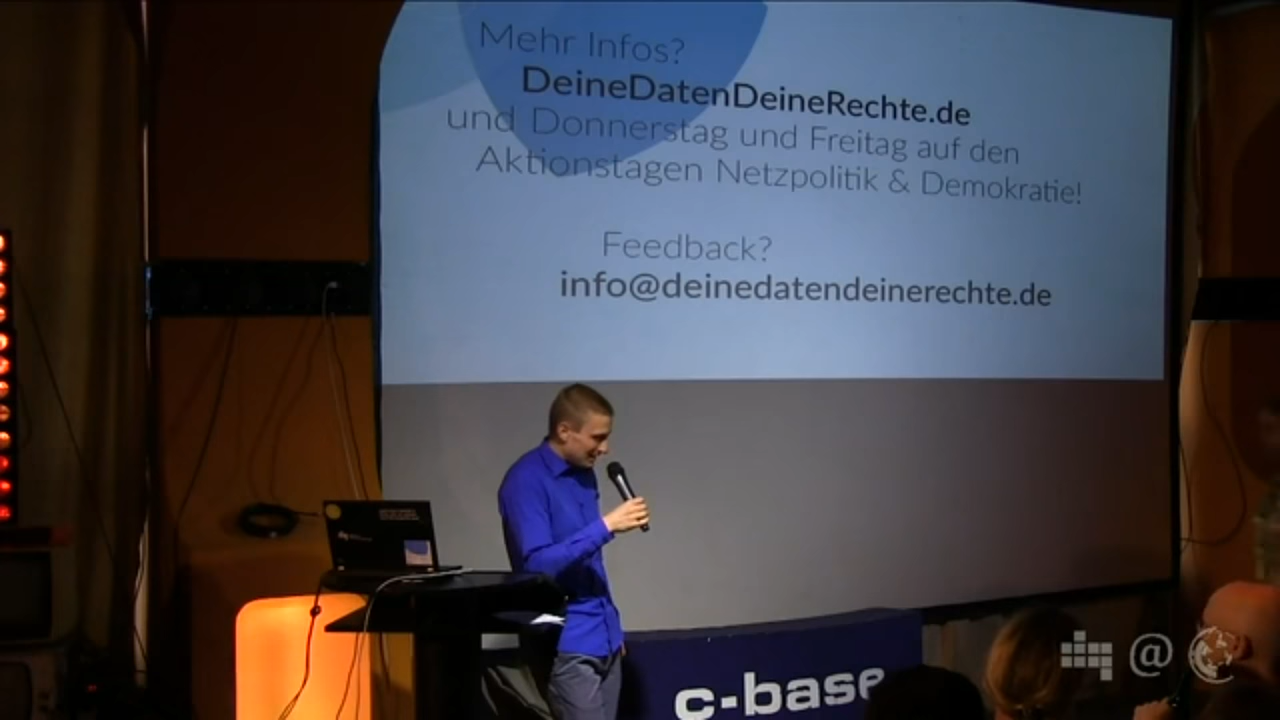 Mehr Infos?
DeineDatenDeineRechte.de
und Donnerstag und Freitag auf den
Aktionstagen Netzpolitik & Demokratie!
Feedback?
info@deinedatendeinerechte.de
c-base
@